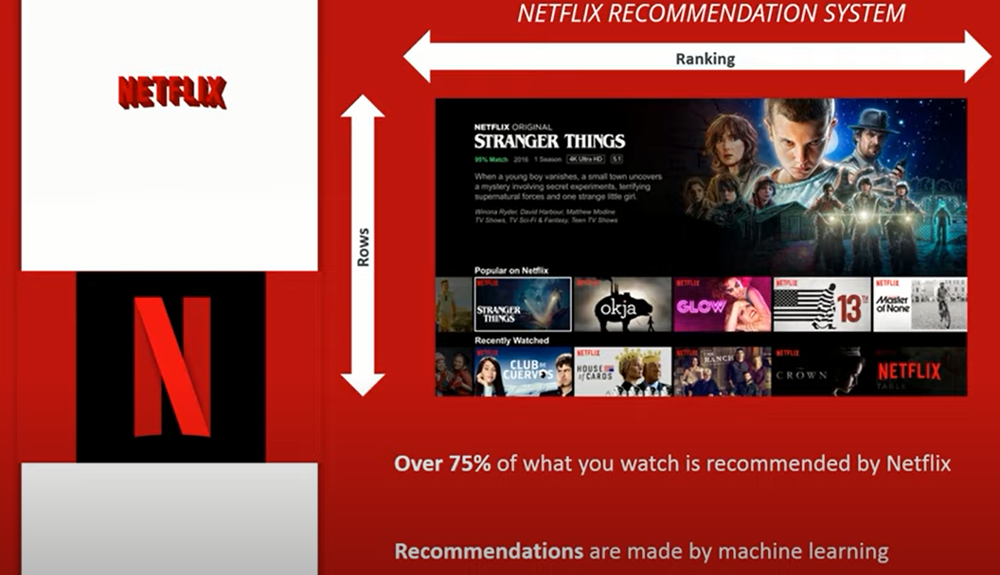 NETFLIX RECOMMENDATION SYSTEM
Ranking
NETFLIX
Rows
NETFLIX ORIGINAL
STRANGER THINGS
95% Match 2016 1 Season 4K Ultra HD 5.1
When a young boy vanishes, a small town uncovers
a mystery involving secret experiments, terrifying
supernatural forces and one strange little girl.
Winona Ryder, David Harbour, Matthew Modine
TV Shows, TV Sci-Fi & Fantasy, Teen TV Shows
Popular on Netflix
NETFLIX
STRANGER
THINGS
NETFLIX
okja
NETFLIX
GLOW
NETFLIX
13TH
NETFLIX
Master
of None
Recently Watched
NETFLIX
CLUB DE
CUERVOS
NETFLIX
HOUSE
of CARDS
NETFLIX
THE
RANCH
NETFLIX
CROWN
NETFLIX
TABLE
N
Over 75% of what you watch is recommended by Netflix
Recommendations are made by machine learning